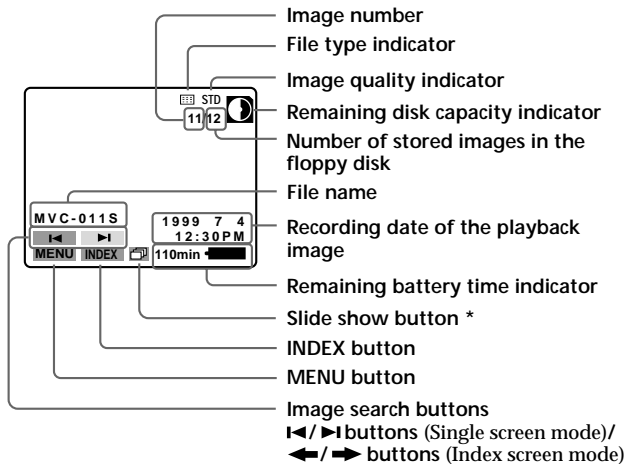 Image number
File type indicator
Image quality indicator
Remaining disk capacity indicator
Number of stored images in the
floppy disk
File name
Recording date of the playback
image
Remaining battery time indicator
Slide show button *
INDEX button
MENU button
Image search buttons
⏮/⏭ buttons (Single screen mode)/
←/→ buttons (Index screen mode)
STD
11/12
MVC-011S
1999 7 4
12:30PM
MENU INDEX 110min